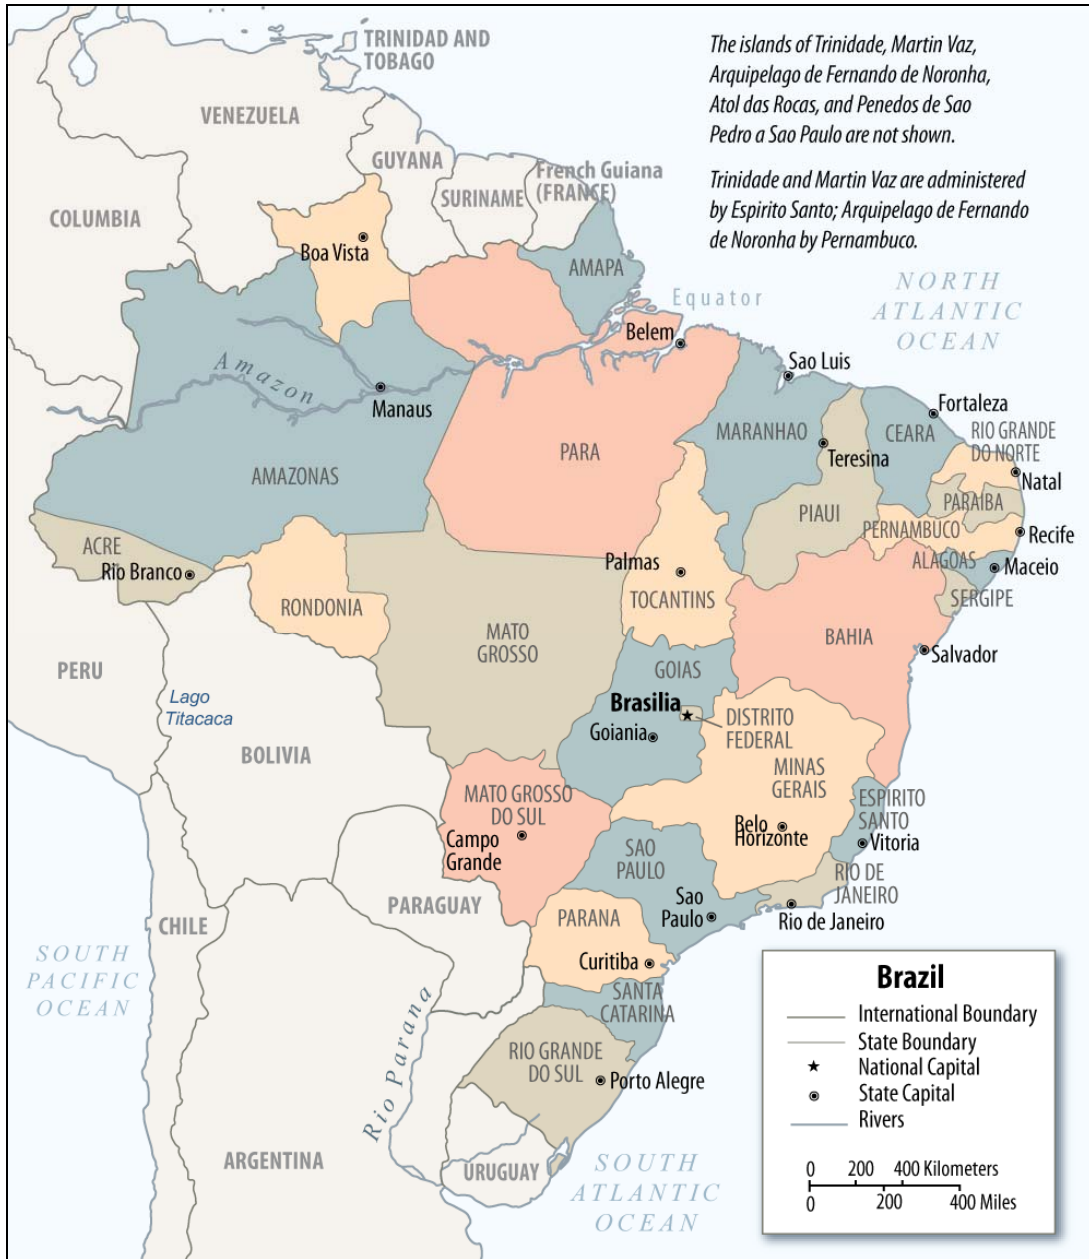 TRINIDAD AND
TOBAGO
The islands of Trinidade, Martin Vaz,
Arquipelago de Fernando de Noronha,
Atol das Rocas, and Penedos de Sao
Pedro a Sao Paulo are not shown.
Trinidade and Martin Vaz are administered
by Espirito Santo; Arquipelago de Fernando
de Noronha by Pernambuco.
VENEZUELA
GUYANA
SURINAME
French Guiana
(FRANCE)
COLUMBIA
Boa Vista
AMAPA
Equator
NORTH
ATLANTIC
OCEAN
Belem
Amazon
Manaus
Sao Luis
Fortaleza
MARANHAO
CEARA
RIO GRANDE
DO NORTE
Teresina
Natal
PARA
AMAZONAS
PARAIBA
PIAUI
PERNAMBUCO
Recife
ACRE
Rio Branco
Palmas
ALAGOAS
Maceio
RONDONIA
TOCANTINS
SERGIPE
MATO
GROSSO
BAHIA
Salvador
PERU
GOIAS
Lago
Titacaca
Brasilia
DISTRITO
FEDERAL
Goiania
BOLIVIA
MINAS
GERAIS
MATO GROSSO
DO SUL
ESPIRITO
SANTO
Campo
Grande
Belo
Horizonte
Vitoria
SAO
PAULO
RIO DE
JANEIRO
PARAGUAY
Sao
Paulo
Rio de Janeiro
CHILE
PARANA
SOUTH
PACIFIC
OCEAN
Curitiba
SANTA
CATARINA
Rio Parana
RIO GRANDE
DO SUL
Porto Alegre
ARGENTINA
URUGUAY
SOUTH
ATLANTIC
OCEAN
Brazil
International Boundary
State Boundary
National Capital
State Capital
Rivers
0 200 400 Kilometers
0 200 400 Miles